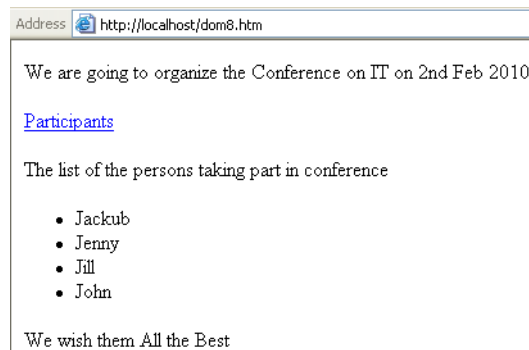 Address http://localhost/dom8.htm
We are going to organize the Conference on IT on 2nd Feb 2010
Participants
The list of the persons taking part in conference
Jackub
Jenny
Jill
John
We wish them All the Best